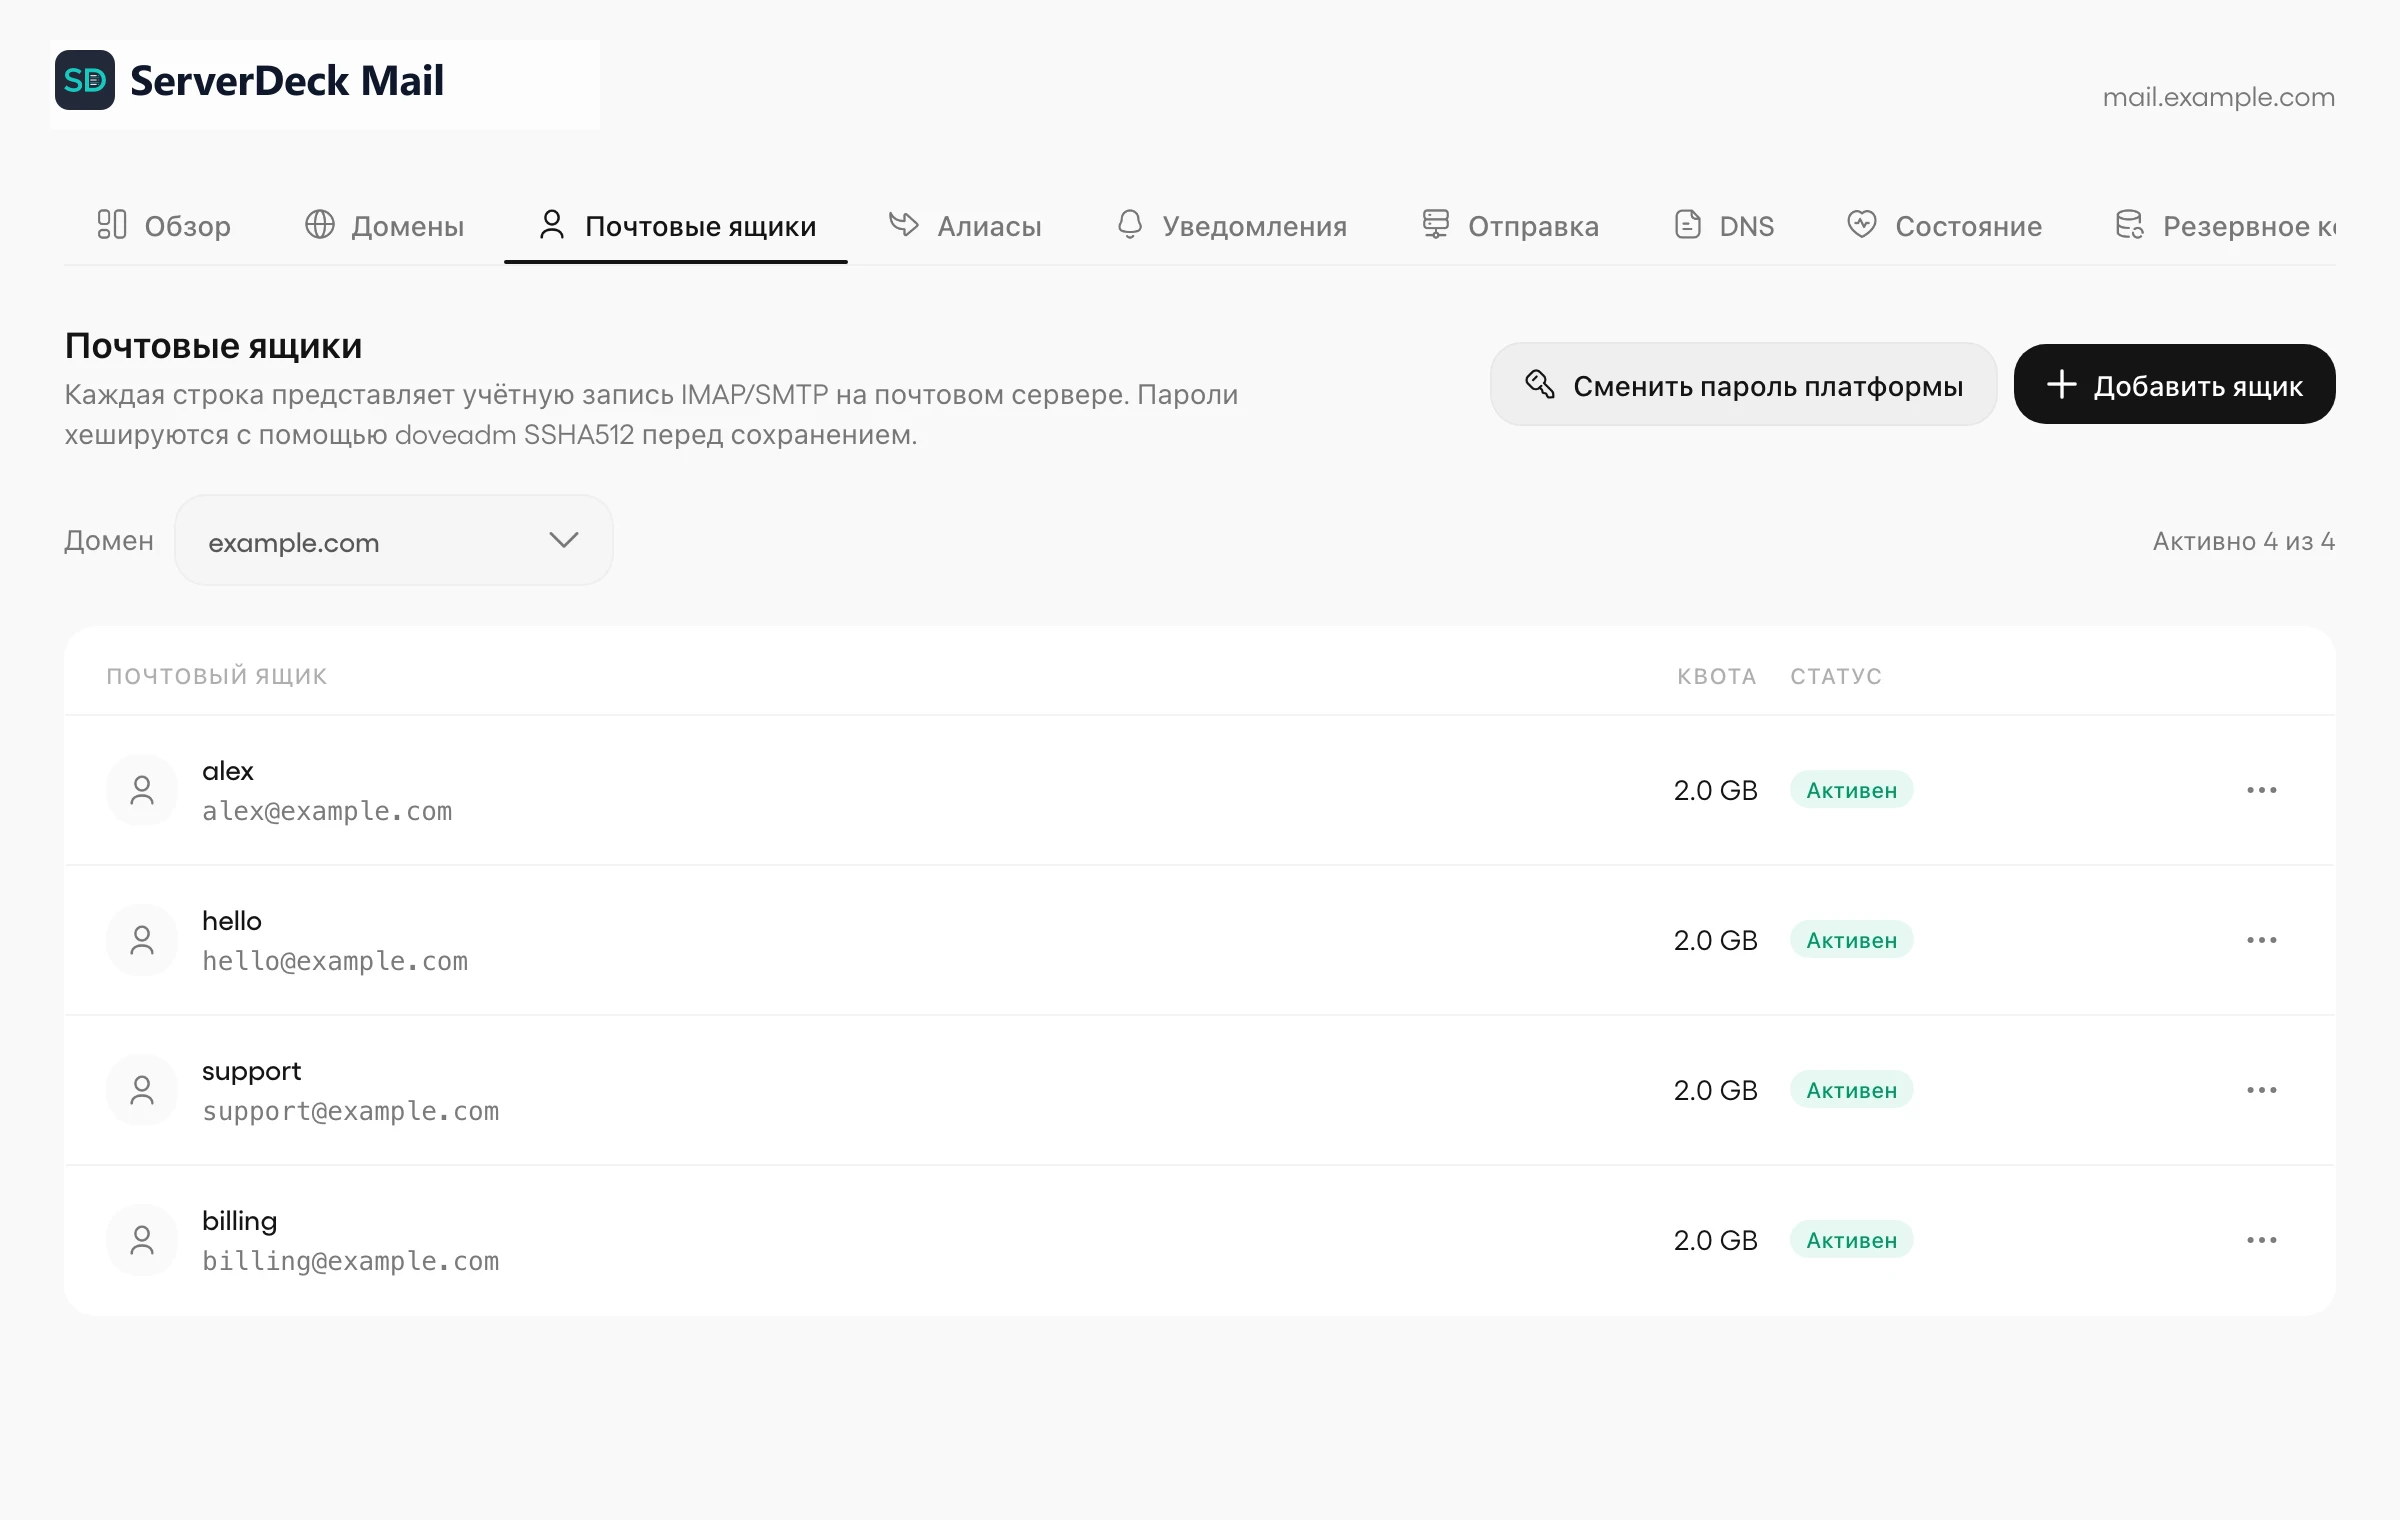 SD ServerDeck Mail
mail.example.com
Обзор Домены Почтовые ящики Алиасы Уведомления Отправка DNS Состояние Резервное
Почтовые ящики
Каждая строка представляет учётную запись IMAP/SMTP на почтовом сервере. Пароли
хешируются с помощью doveadm SSHA512 перед сохранением.
Сменить пароль платформы
Добавить ящик
Домен example.com
Активно 4 из 4
ПОЧТОВЫЙ ЯЩИК КВОТА СТАТУС
alex
alex@example.com
2.0 GB Активен
hello
hello@example.com
2.0 GB Активен
support
support@example.com
2.0 GB Активен
billing
billing@example.com
2.0 GB Активен